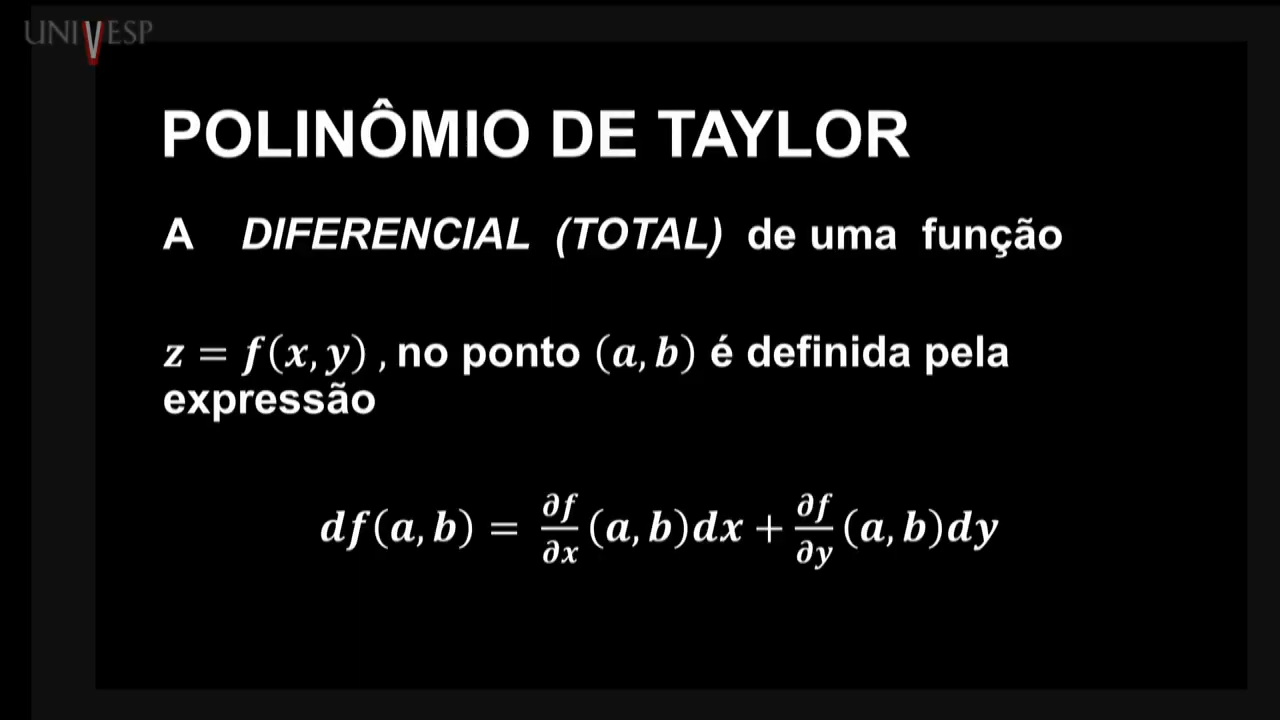 UNIVESP
POLINÔMIO DE TAYLOR
A DIFERENCIAL (TOTAL) de uma função
z = f(x, y) , no ponto (a, b) é definida pela
expressão
df(a, b) = ∂f/∂x (a, b)dx + ∂f/∂y (a, b)dy